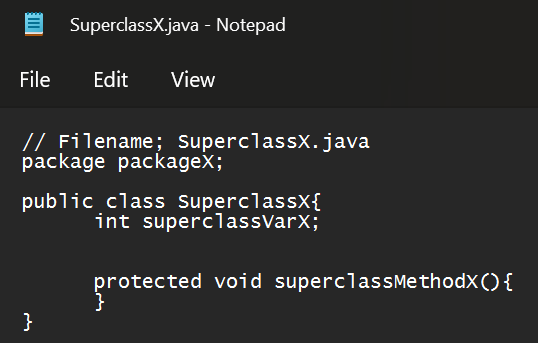 SuperclassX.java - Notepad
File Edit View
// Filename; SuperclassX.java
package packageX;
public class SuperclassX{
int superclassVarX;
protected void superclassMethodX(){
}
}